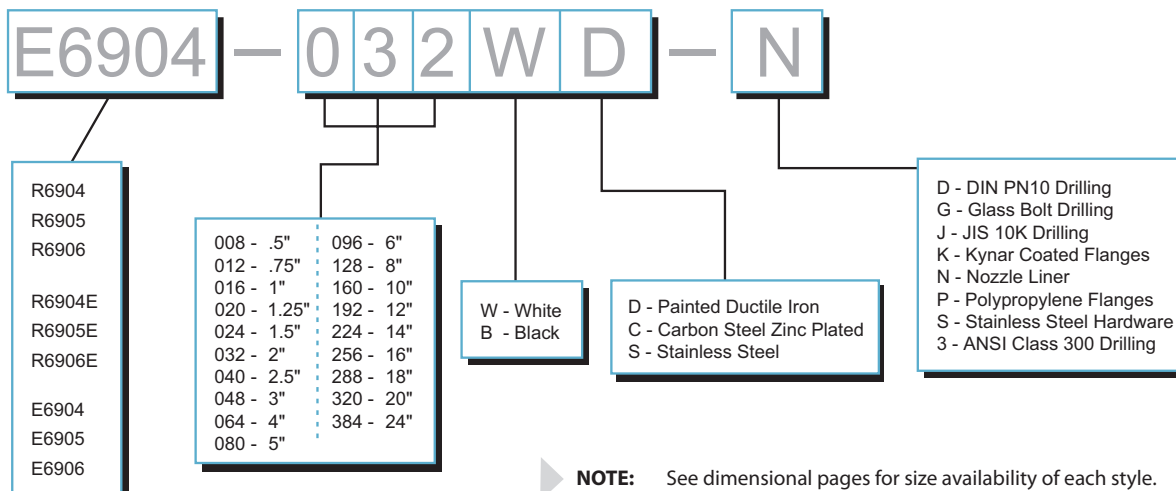 E6904 — 032WD — N
R6904
R6905
R6906
R6904E
R6905E
R6906E
E6904
E6905
E6906
008 - .5"
012 - .75"
016 - 1"
020 - 1.25"
024 - 1.5"
032 - 2"
040 - 2.5"
048 - 3"
064 - 4"
080 - 5"
096 - 6"
128 - 8"
160 - 10"
192 - 12"
224 - 14"
256 - 16"
288 - 18"
320 - 20"
384 - 24"
W - White
B - Black
D - Painted Ductile Iron
C - Carbon Steel Zinc Plated
S - Stainless Steel
D - DIN PN10 Drilling
G - Glass Bolt Drilling
J - JIS 10K Drilling
K - Kynar Coated Flanges
N - Nozzle Liner
P - Polypropylene Flanges
S - Stainless Steel Hardware
3 - ANSI Class 300 Drilling
NOTE: See dimensional pages for size availability of each style.